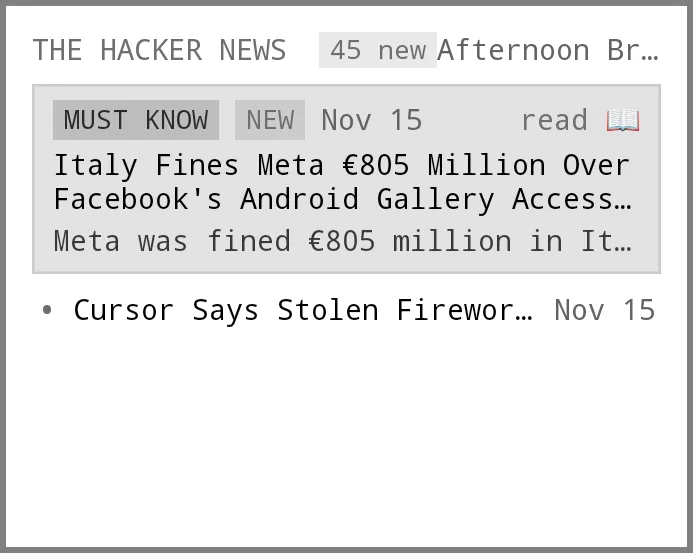 THE HACKER NEWS 45 new Afternoon Br…
MUST KNOW NEW Nov 15 read 📖
Italy Fines Meta €805 Million Over
Facebook's Android Gallery Access…
Meta was fined €805 million in It…
• Cursor Says Stolen Firewor… Nov 15